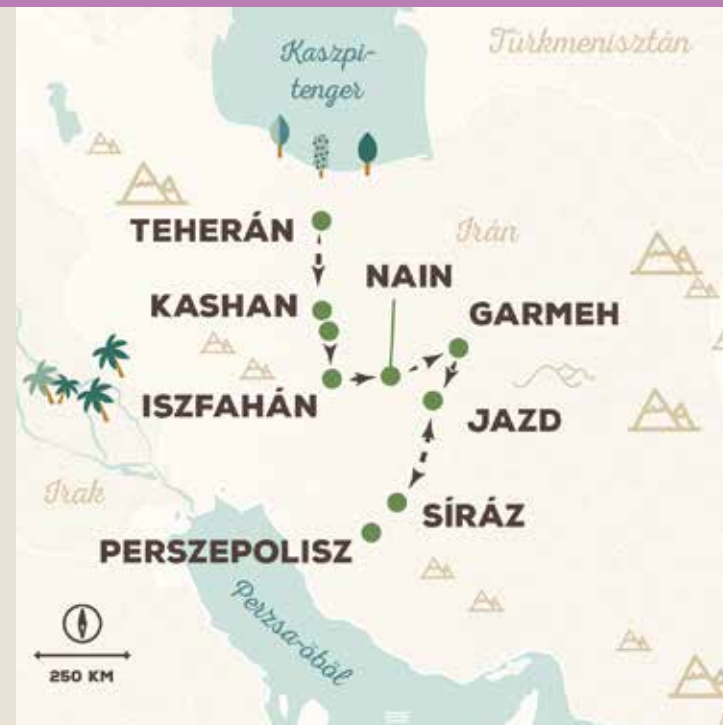 Kaszpi-
tenger
Türkmenisztán
TEHERÁN
Irán
NAIN
KASHAN
GARMEH
ISZFAHÁN
JAZD
Irak
SÍRÁZ
PERSZEPOLISZ
Perzsa-öböl
250 KM